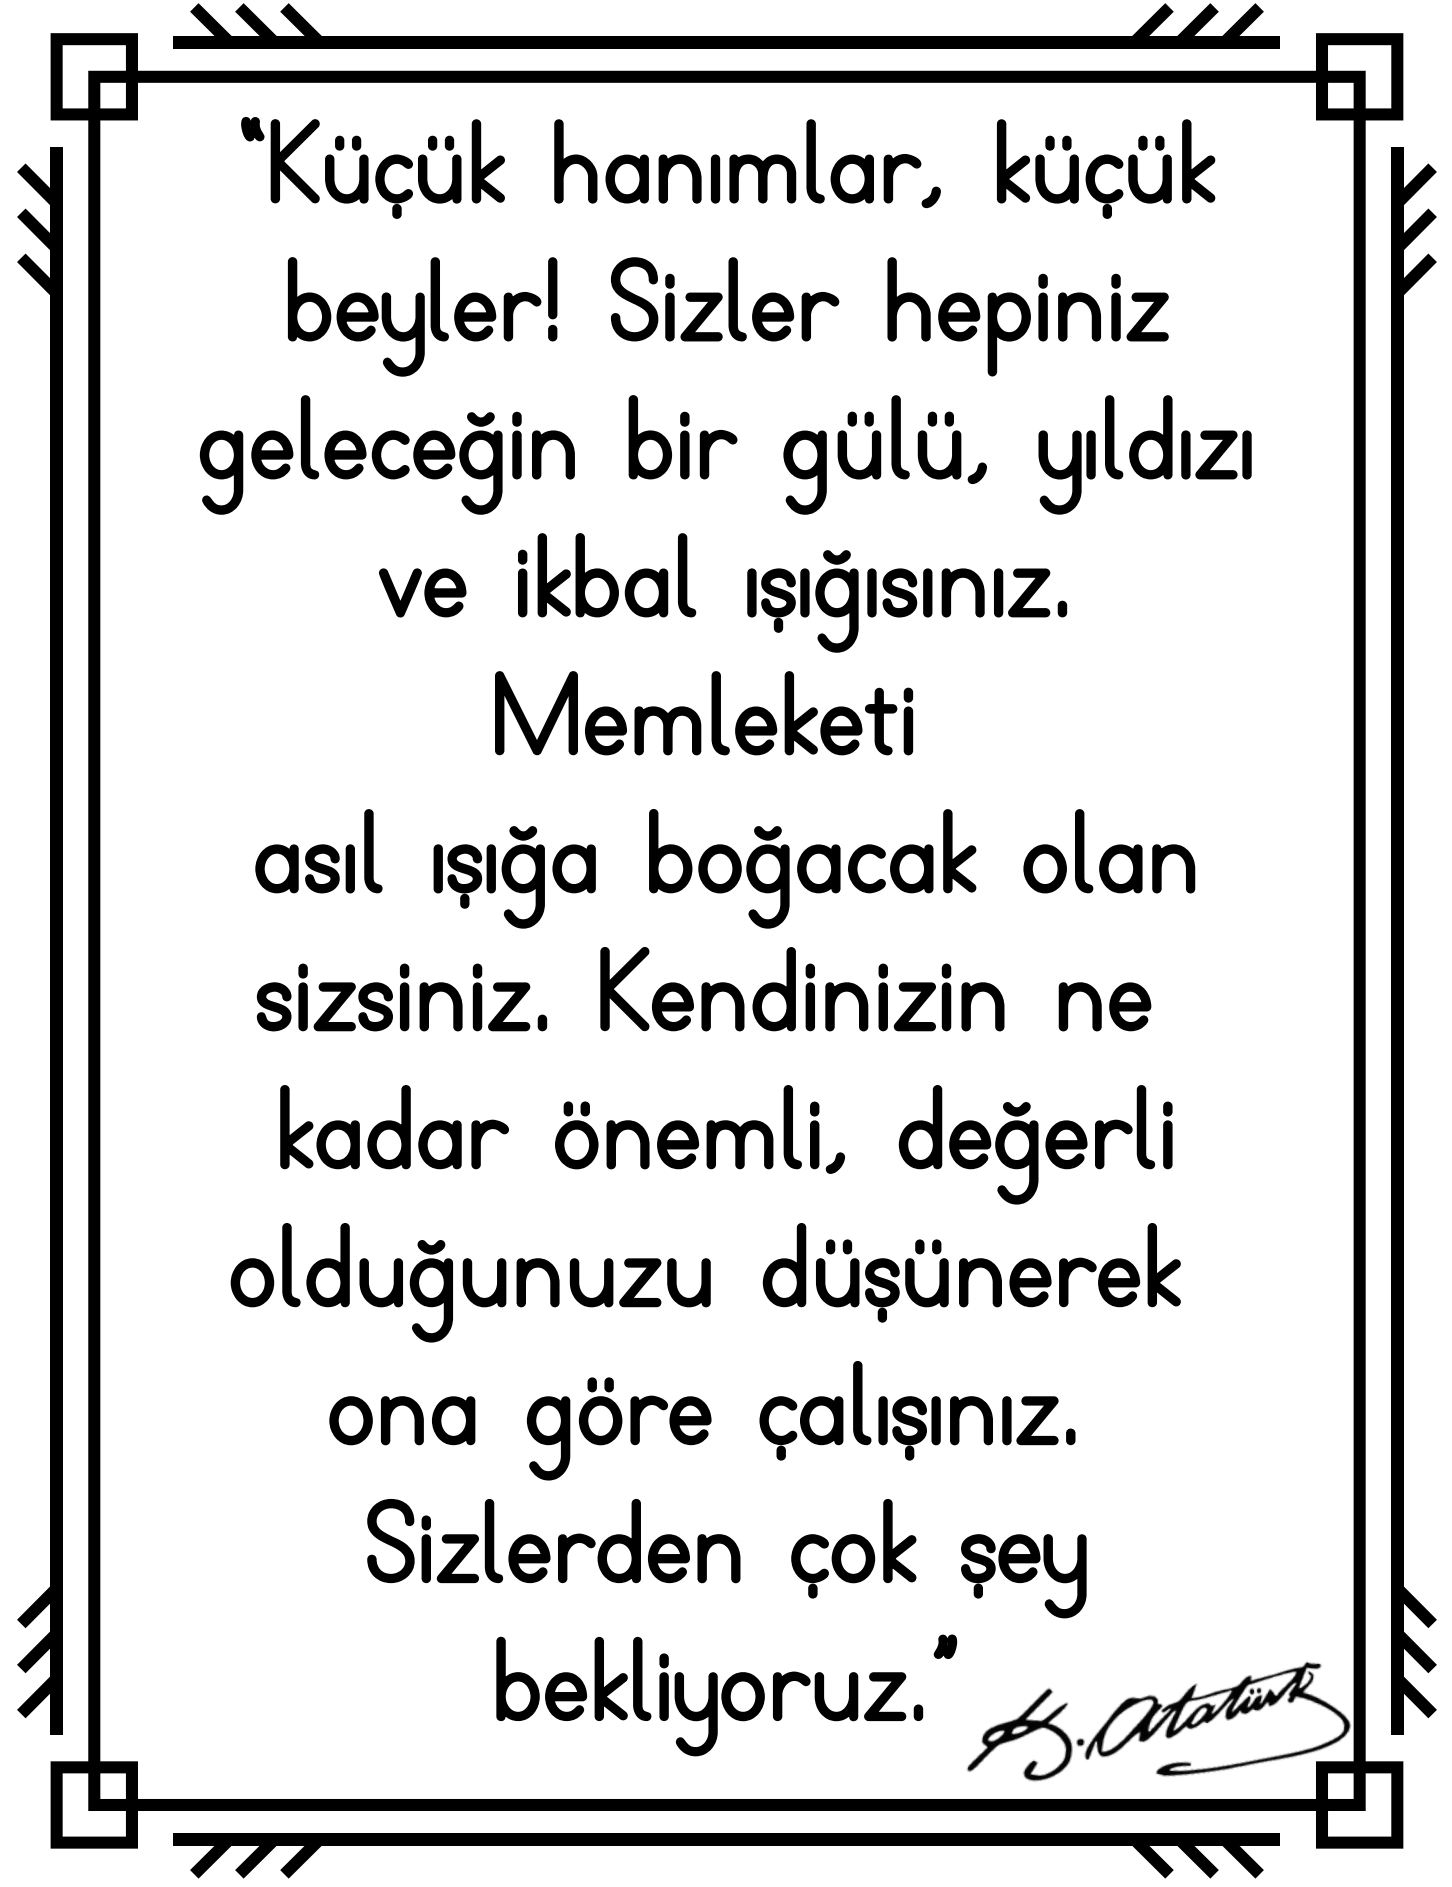 “Küçük hanımlar, küçük
beyler! Sizler hepiniz
geleceğin bir gülü, yıldızı
ve ikbal ışığısınız.
Memleketi
asıl ışığa boğacak olan
sizsiniz. Kendinizin ne
kadar önemli, değerli
olduğunuzu düşünerek
ona göre çalışınız.
Sizlerden çok şey
bekliyoruz.”
K. Atatürk